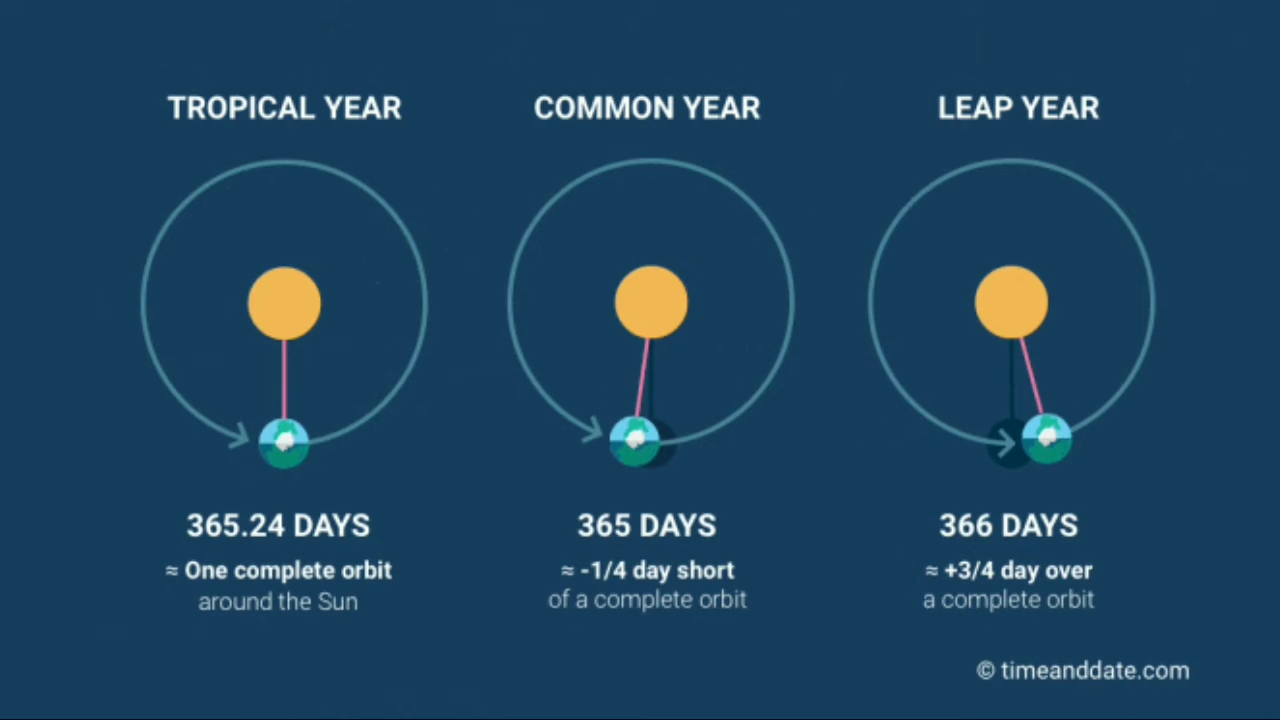 TROPICAL YEAR
COMMON YEAR
LEAP YEAR
365.24 DAYS
≈ One complete orbit
around the Sun
365 DAYS
≈ -1/4 day short
of a complete orbit
366 DAYS
≈ +3/4 day over
a complete orbit
© timeanddate.com